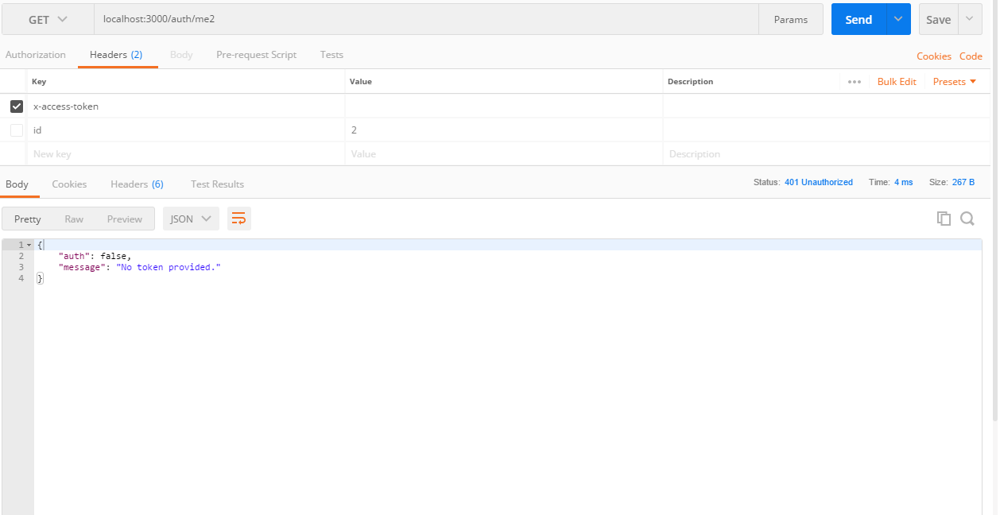 GET localhost:3000/auth/me2 Params Send Save
Authorization Headers (2) Body Pre-request Script Tests Cookies Code
Key Value Description ••• Bulk Edit Presets
x-access-token
id 2
New key Value Description
Body Cookies Headers (6) Test Results Status: 401 Unauthorized Time: 4 ms Size: 267 B
Pretty Raw Preview JSON
1 {
2 "auth": false,
3 "message": "No token provided."
4 }